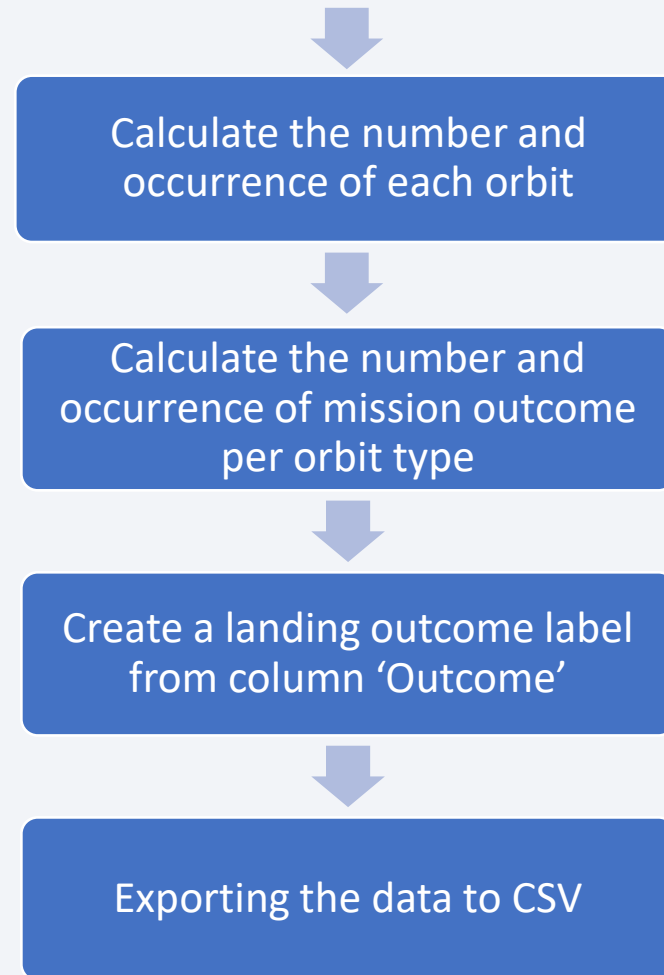 Calculate the number and
occurrence of each orbit
Calculate the number and
occurrence of mission outcome
per orbit type
Create a landing outcome label
from column ‘Outcome’
Exporting the data to CSV